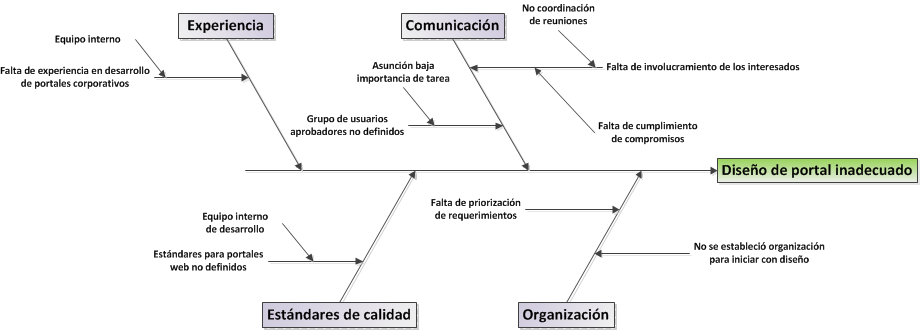 Experiencia
Comunicación
No coordinación
de reuniones
Equipo interno
Falta de experiencia en desarrollo
de portales corporativos
Asunción baja
importancia de tarea
Falta de involucramiento de los interesados
Grupo de usuarios
aprobadores no definidos
Falta de cumplimiento
de compromisos
Diseño de portal inadecuado
Equipo interno
de desarrollo
Estándares para portales
web no definidos
Falta de priorización
de requerimientos
No se estableció organización
para iniciar con diseño
Estándares de calidad
Organización